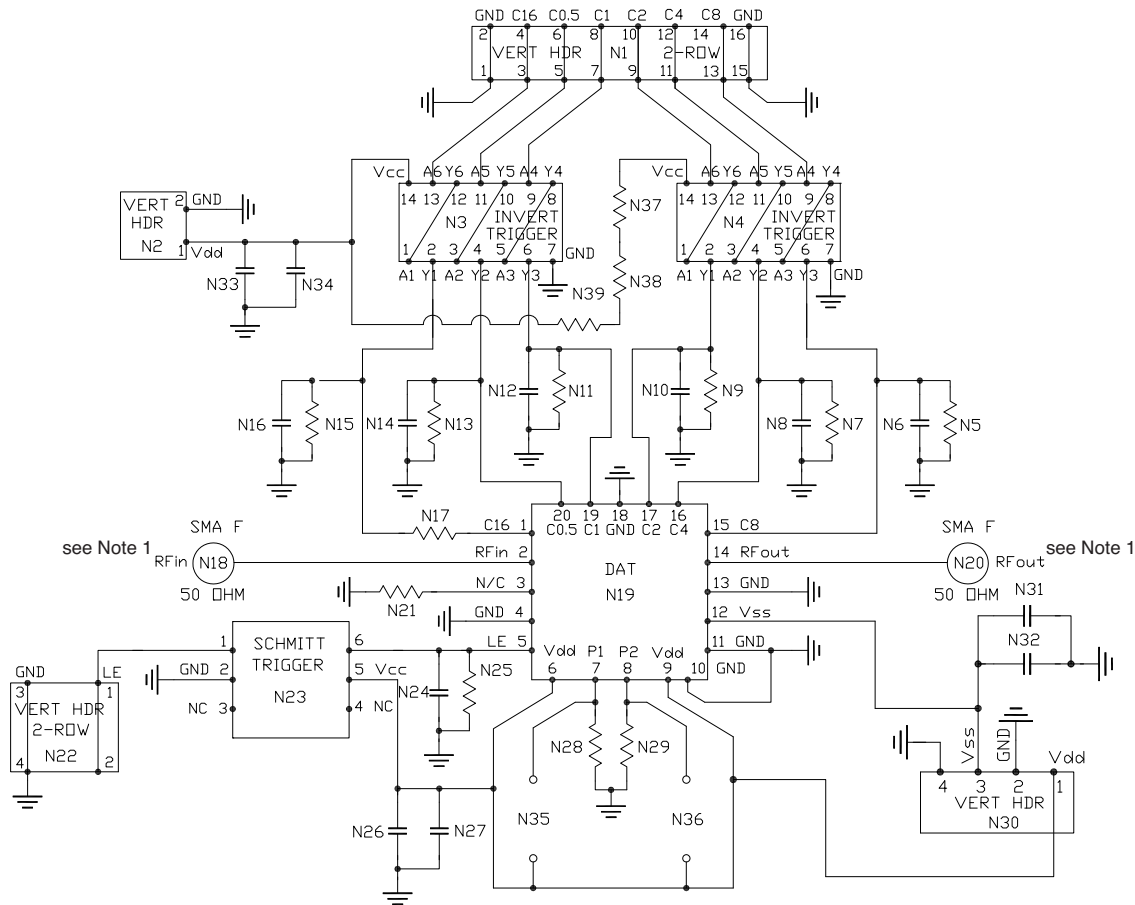 GND C16 C0.5 C1 C2 C4 C8 GND
2 4 6 8 10 12 14 16
VERT HDR N1 2-ROW
1 3 5 7 9 11 13 15
Vcc A6 Y6 A5 Y5 A4 Y4
14 13 12 11 10 9 8
N3 INVERT
TRIGGER
1 2 3 4 5 6 7 GND
A1 Y1 A2 Y2 A3 Y3
Vcc A6 Y6 A5 Y5 A4 Y4
14 13 12 11 10 9 8
N4 INVERT
TRIGGER
1 2 3 4 5 6 7
GND
A1 Y1 A2 Y2 A3 Y3
N37
N38
N39
VERT 2 GND
HDR
N2 1 Vdd
N33 N34
N16 N15 N14 N13 N12 N11 N10 N9 N8 N7 N6 N5
20 19 18 17 16
C0.5 C1 GND C2 C4
N17 C16 1
15 C8
SMA F
see Note 1 RFin N18
50 OHM
RFin 2
14 RFout
SMA F
N20 RFout see Note 1
50 OHM
DAT
N19
N/C 3
N21
13 GND
GND 4
12 Vss
LE 5
11 GND
Vdd P1 P2 Vdd
6 7 8 9 10
GND
N31
N32
1 SCHMITT 6
TRIGGER
GND 2 5 Vcc
N23
NC 3 4 NC
N24 N25
GND LE
3 1
VERT HDR
2-ROW
N22
4 2
N28 N29
N26 N27
N35 N36
Vss GND Vdd
4 3 2 1
VERT HDR
N30